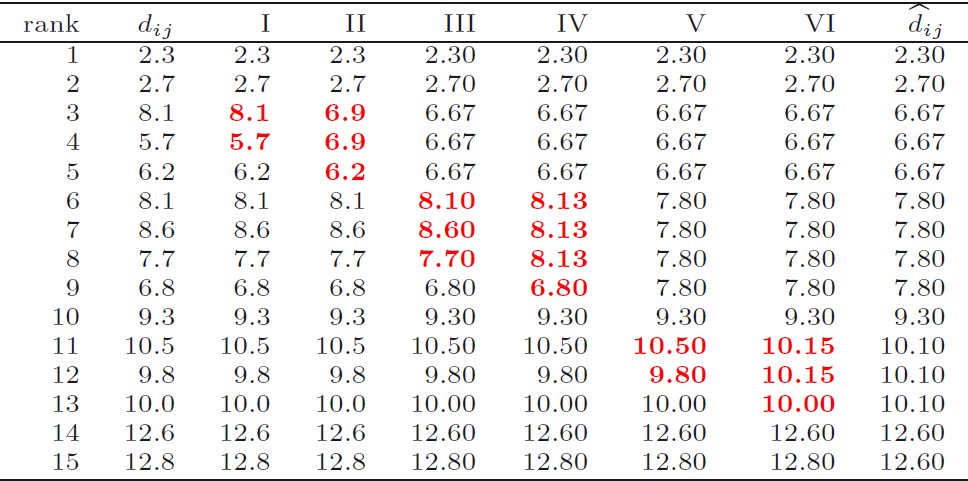 rank d_ij I II III IV V VI d̂_ij
1 2.3 2.3 2.3 2.30 2.30 2.30 2.30 2.30
2 2.7 2.7 2.7 2.70 2.70 2.70 2.70 2.70
3 8.1 8.1 6.9 6.67 6.67 6.67 6.67 6.67
4 5.7 5.7 6.9 6.67 6.67 6.67 6.67 6.67
5 6.2 6.2 6.2 6.67 6.67 6.67 6.67 6.67
6 8.1 8.1 8.1 8.10 8.13 7.80 7.80 7.80
7 8.6 8.6 8.6 8.60 8.13 7.80 7.80 7.80
8 7.7 7.7 7.7 7.70 8.13 7.80 7.80 7.80
9 6.8 6.8 6.8 6.80 6.80 7.80 7.80 7.80
10 9.3 9.3 9.3 9.30 9.30 9.30 9.30 9.30
11 10.5 10.5 10.5 10.50 10.50 10.50 10.15 10.10
12 9.8 9.8 9.8 9.80 9.80 9.80 10.15 10.10
13 10.0 10.0 10.0 10.00 10.00 10.00 10.00 10.10
14 12.6 12.6 12.6 12.60 12.60 12.60 12.60 12.60
15 12.8 12.8 12.8 12.80 12.80 12.80 12.80 12.60